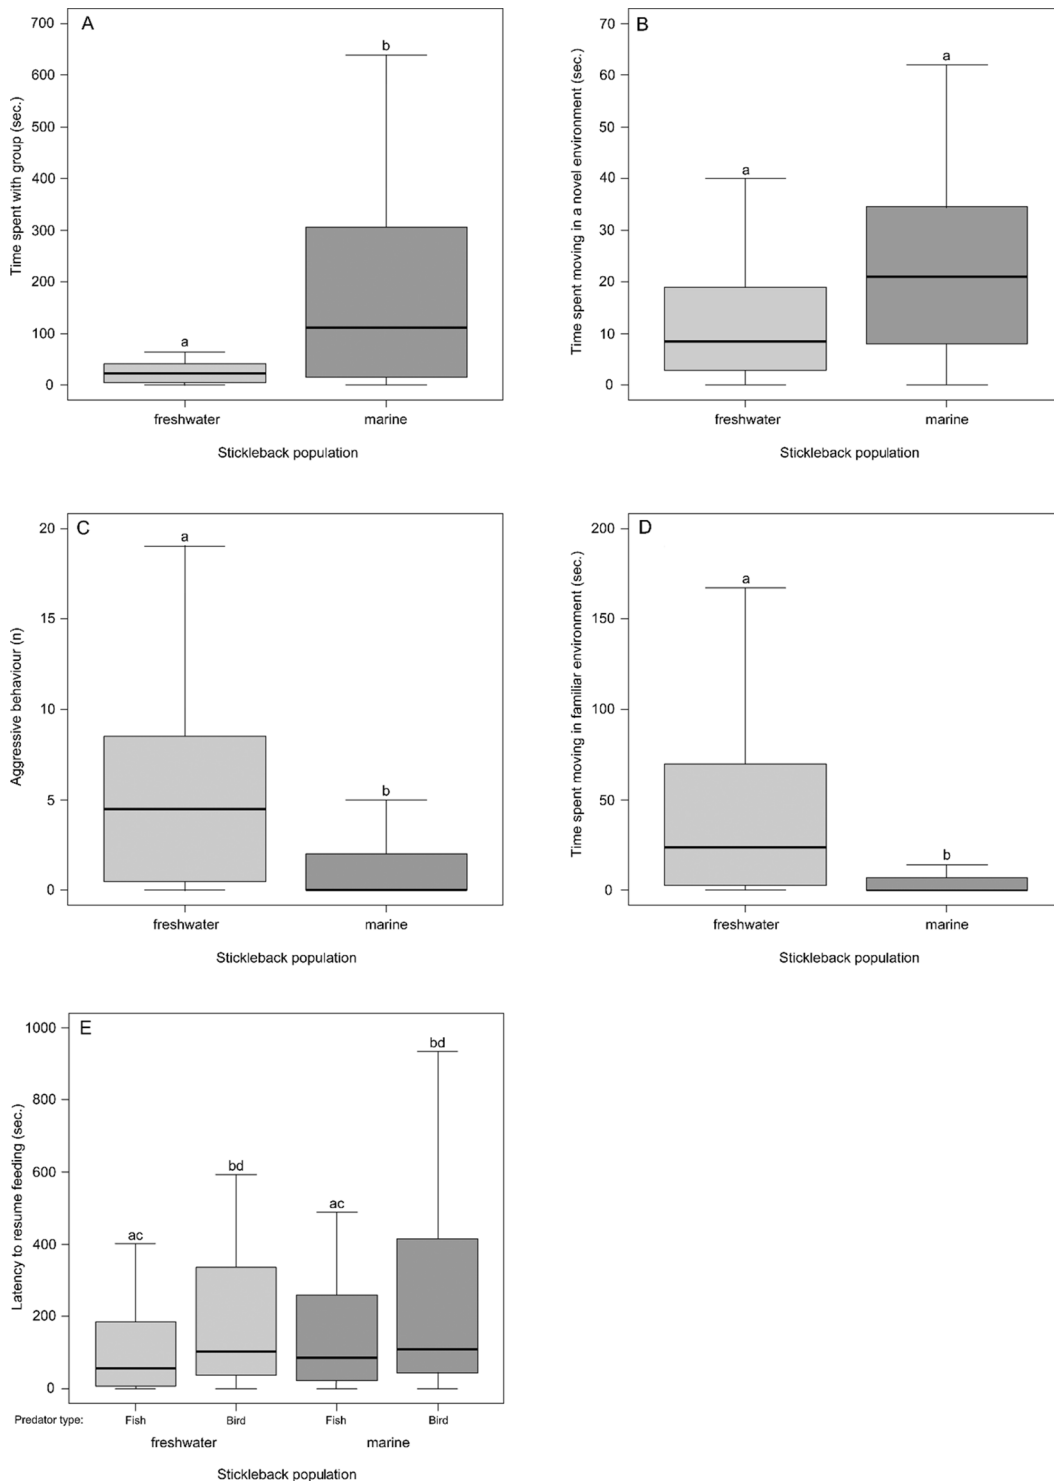 A
Time spent with group (sec.)
700
600
500
400
300
200
100
0
a
b
freshwater marine
Stickleback population
B
Time spent moving in a novel environment (sec.)
70
60
50
40
30
20
10
0
a
a
freshwater marine
Stickleback population
C
Aggressive behaviour (n)
20
15
10
5
0
a
b
freshwater marine
Stickleback population
D
Time spent moving in familiar environment (sec.)
200
150
100
50
0
a
b
freshwater marine
Stickleback population
E
Latency to resume feeding (sec.)
1000
800
600
400
200
0
ac
bd
ac
bd
Predator type: Fish Bird Fish Bird
freshwater marine
Stickleback population